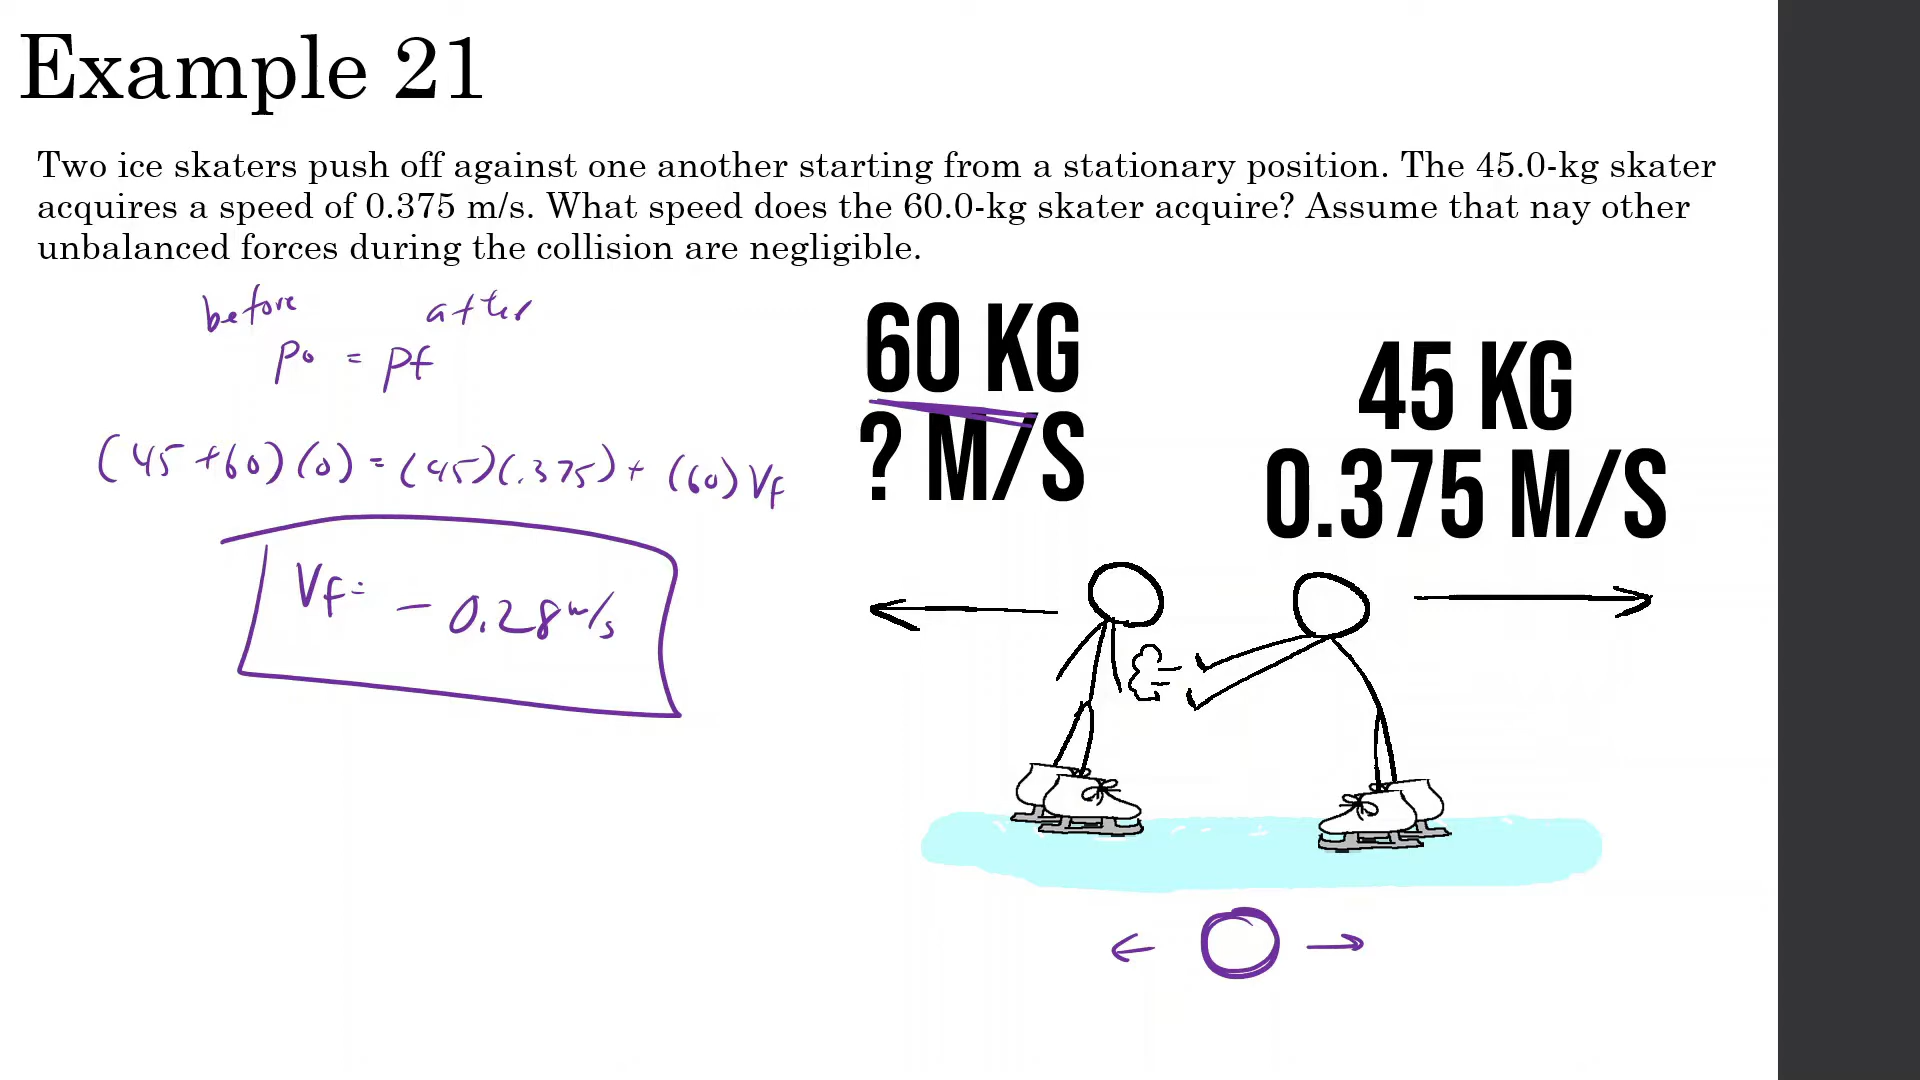 Example 21
Two ice skaters push off against one another starting from a stationary position. The 45.0-kg skater
acquires a speed of 0.375 m/s. What speed does the 60.0-kg skater acquire? Assume that nay other
unbalanced forces during the collision are negligible.
before after
po = pf
(45+60)(0) = (45)(.375) + (60) Vf
Vf = - 0.28 m/s
60 KG
? M/S
45 KG
0.375 M/S